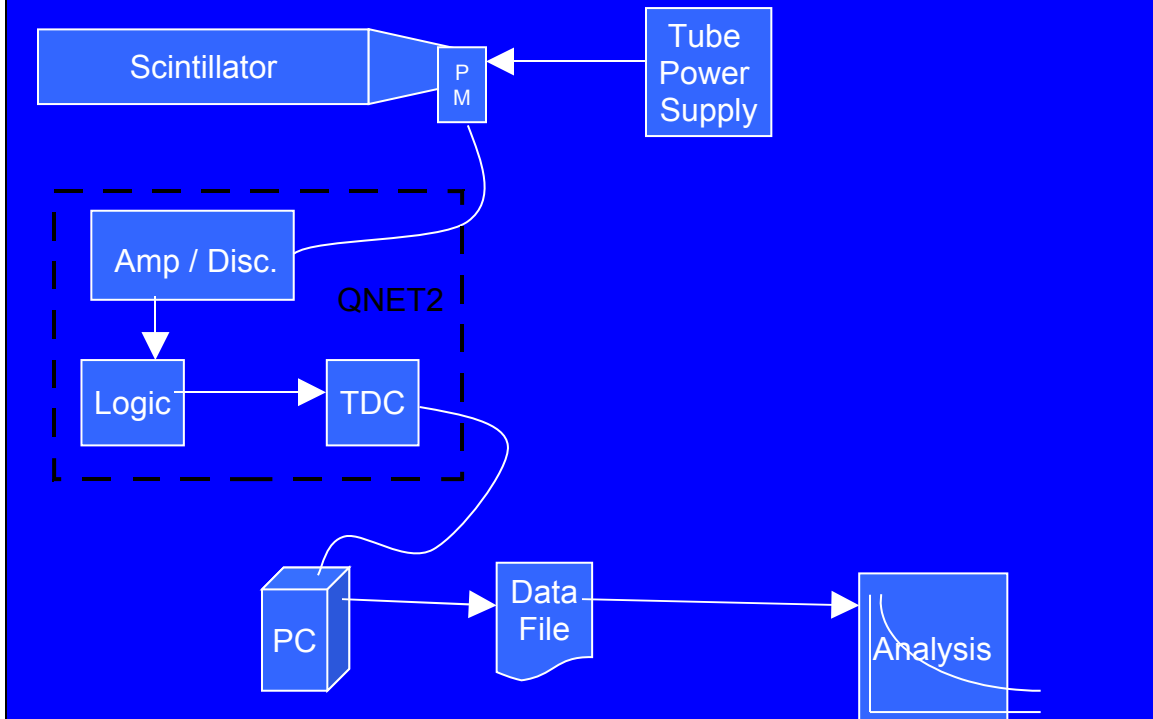 Scintillator
P
M
Tube
Power
Supply
Amp / Disc.
QNET2
Logic
TDC
PC
Data
File
Analysis